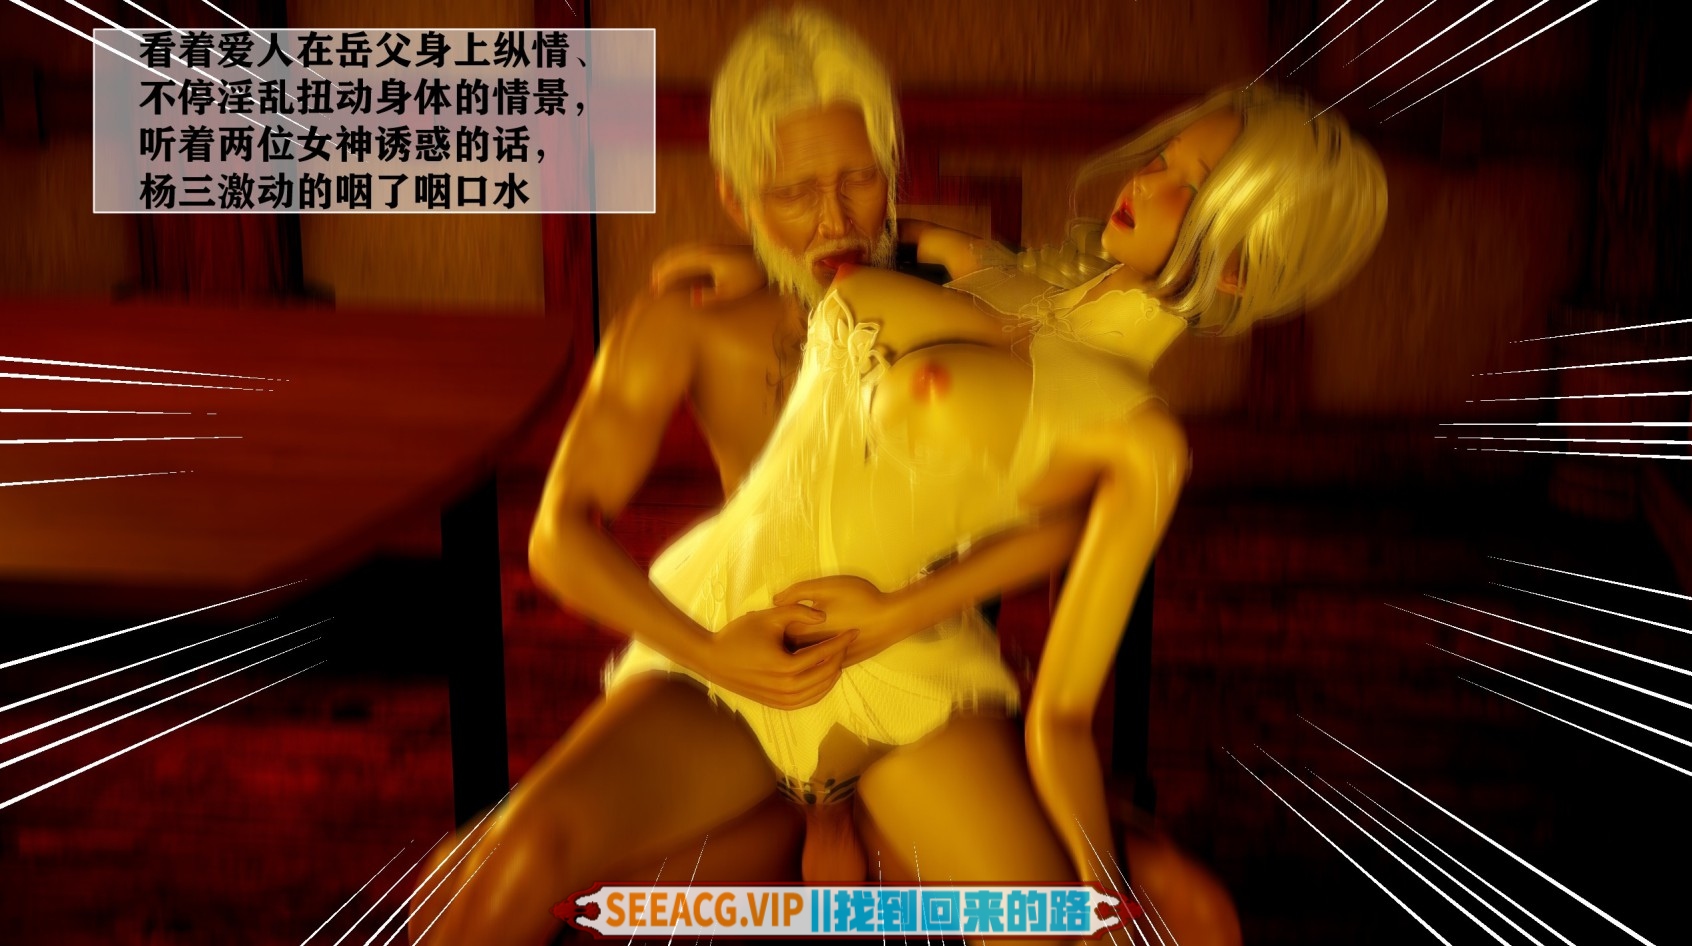 看着爱人在岳父身上纵情、
不停淫乱扭动身体的情景，
听着两位女神诱惑的话，
杨三激动的咽了咽口水
SEEACG.VIP||找到回来的路